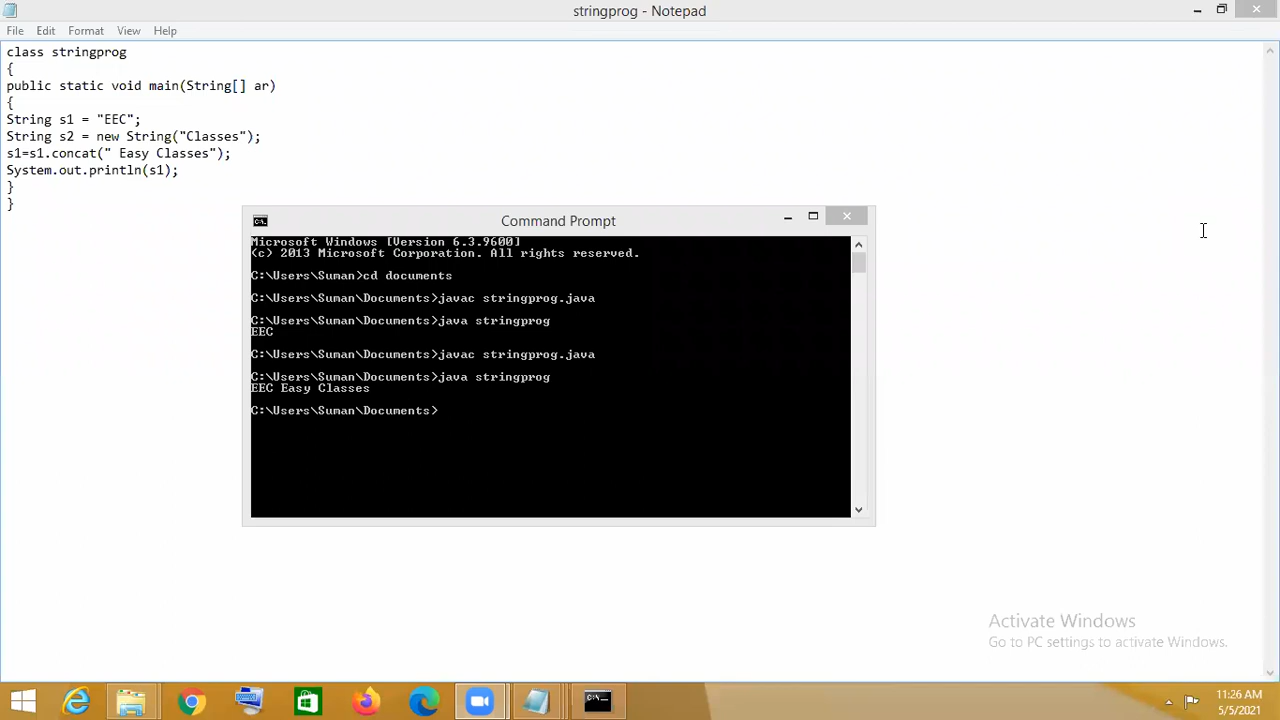 stringprog - Notepad
File Edit Format View Help
class stringprog
{
public static void main(String[] ar)
{
String s1 = "EEC";
String s2 = new String("Classes");
s1=s1.concat(" Easy Classes");
System.out.println(s1);
}
}
Command Prompt
Microsoft Windows [Version 6.3.9600]
(c) 2013 Microsoft Corporation. All rights reserved.
C:\Users\Suman>cd documents
C:\Users\Suman\Documents>javac stringprog.java
C:\Users\Suman\Documents>java stringprog
EEC
C:\Users\Suman\Documents>javac stringprog.java
C:\Users\Suman\Documents>java stringprog
EEC Easy Classes
C:\Users\Suman\Documents>
Activate Windows
Go to PC settings to activate Windows.
11:26 AM
5/5/2021